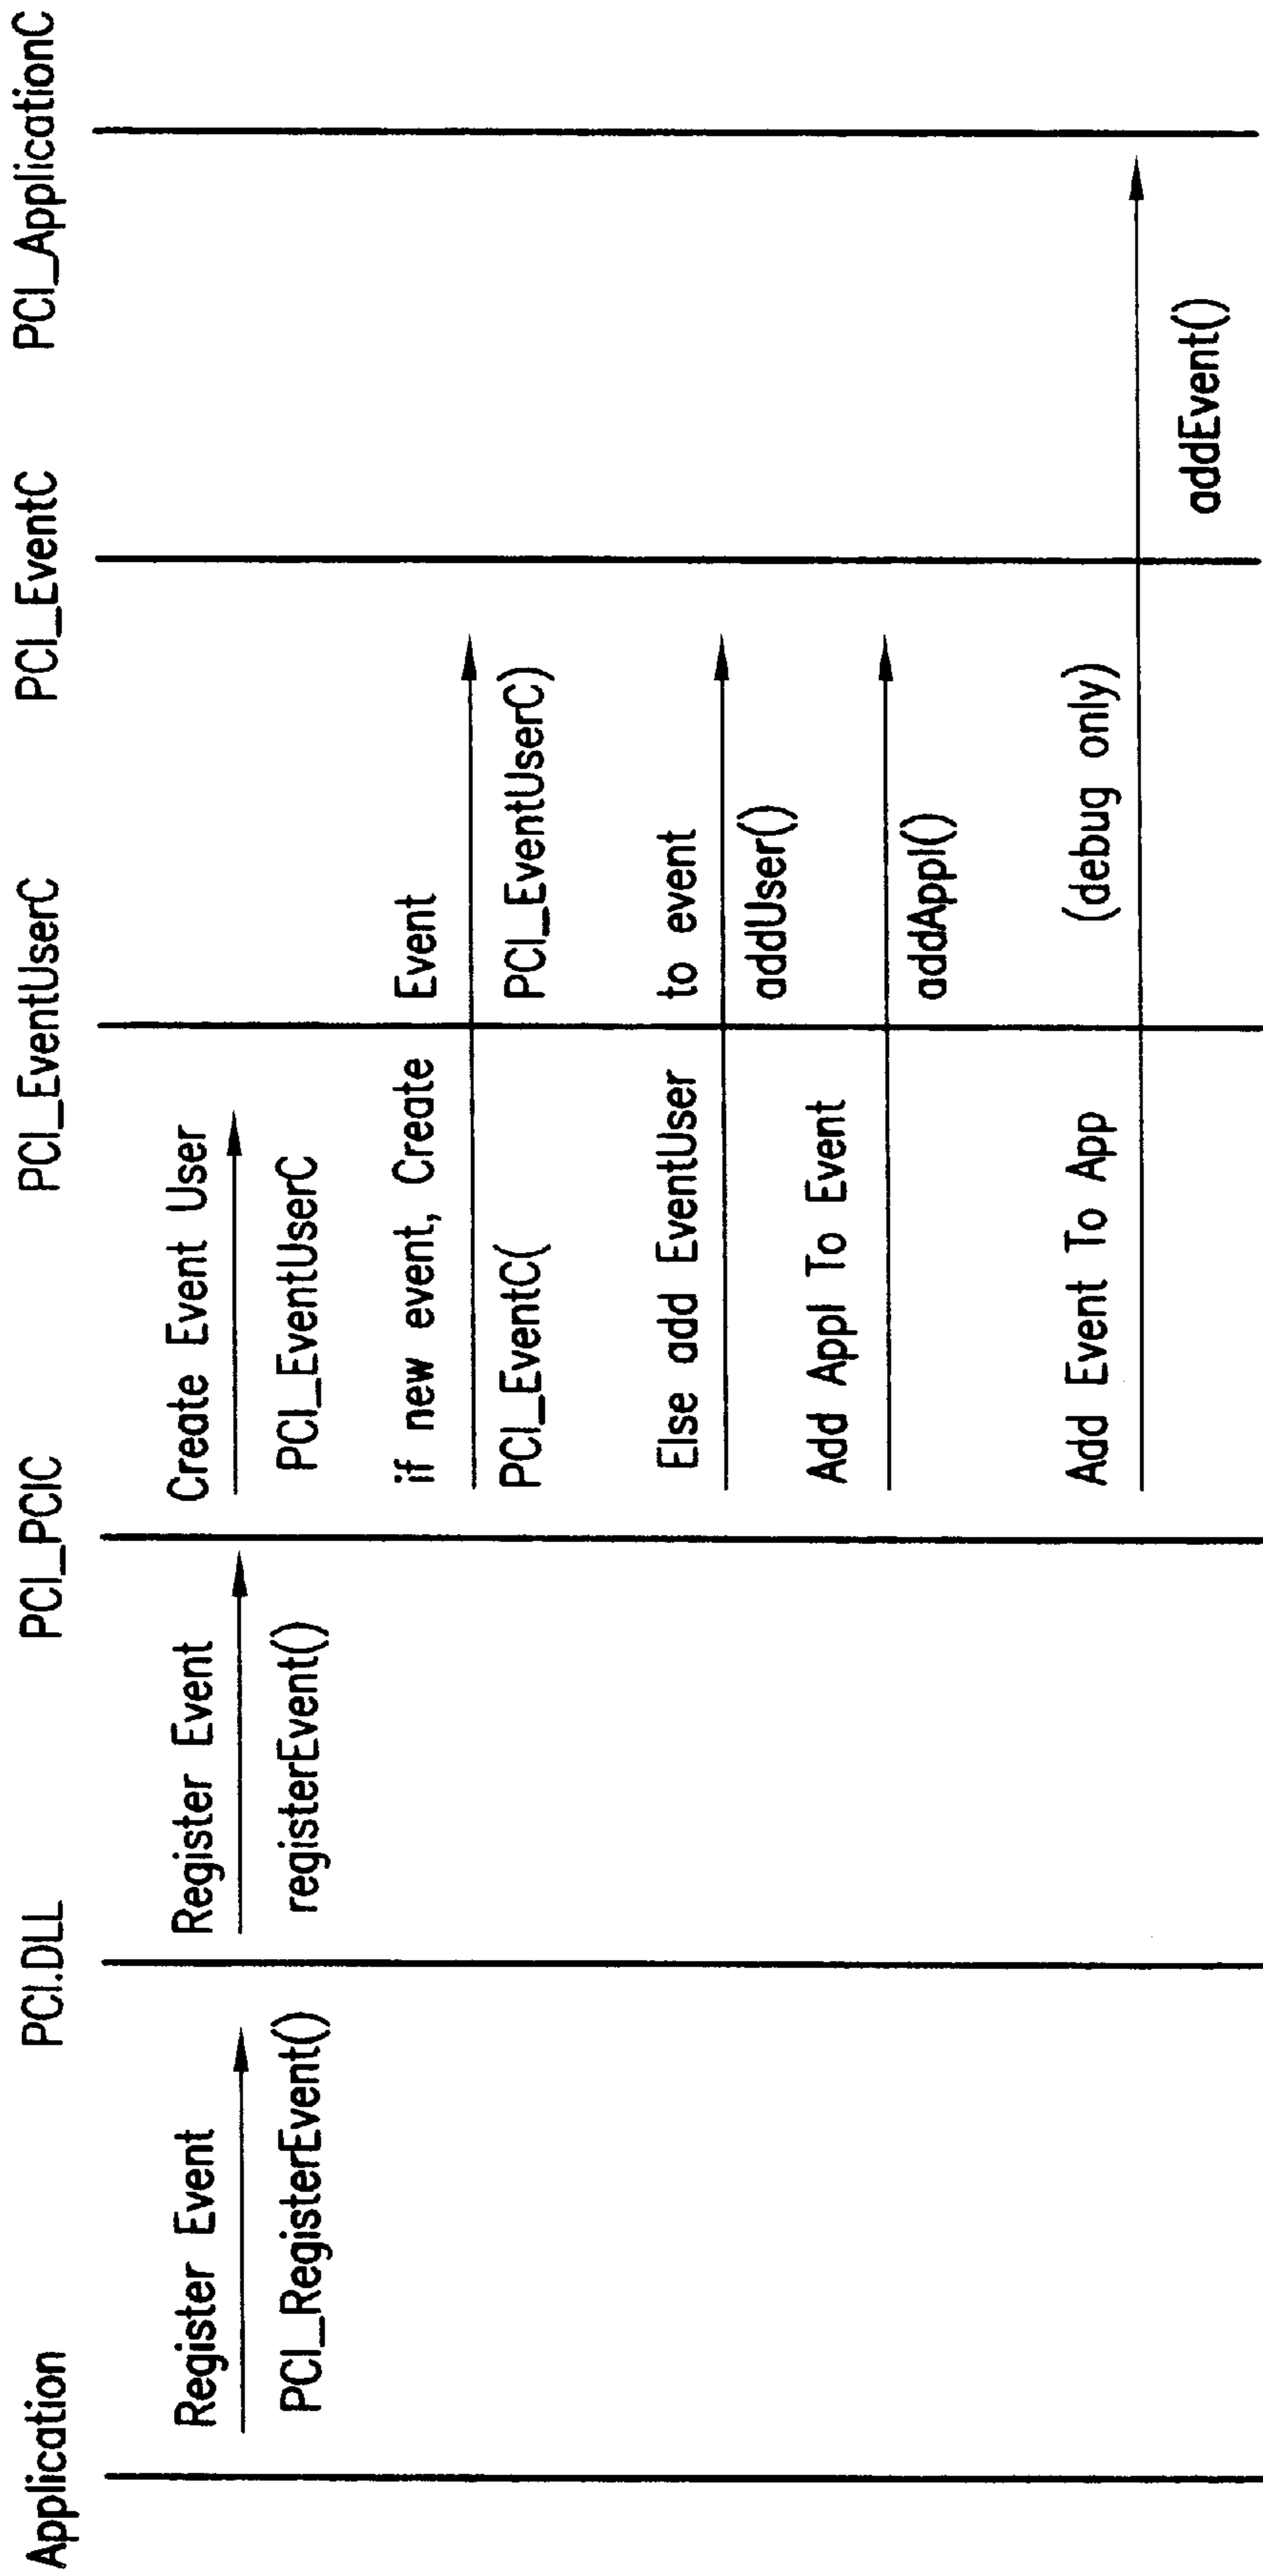 Application PCI.DLL PCI_PCIC PCI_EventUserC PCI_EventC PCI_ApplicationC
Register Event Register Event Create Event User
PCI_RegisterEvent() registerEvent() PCI_EventUserC
if new event, Create Event
PCI_EventC( PCI_EventUserC)
Else add EventUser to event
addUser()
Add Appl To Event
addAppl()
Add Event To App (debug only)
addEvent()